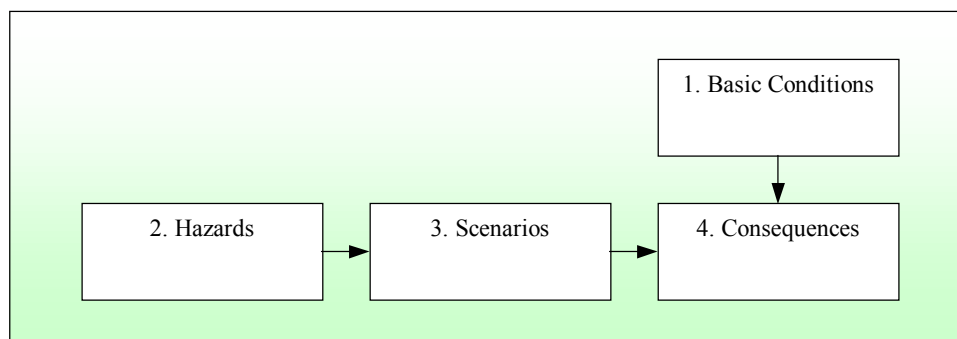 1. Basic Conditions
2. Hazards
3. Scenarios
4. Consequences